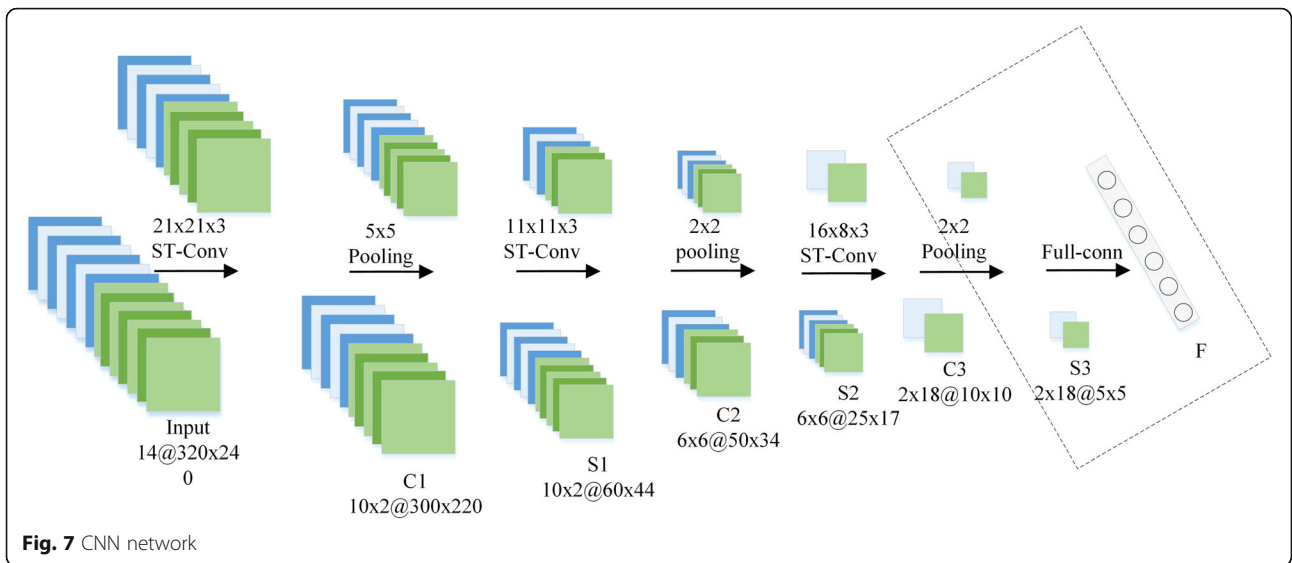 21x21x3
ST-Conv
5x5
Pooling
11x11x3
ST-Conv
2x2
pooling
16x8x3
ST-Conv
2x2
Pooling
Full-conn
Input
14@320x24
0
C1
10x2@300x220
S1
10x2@60x44
C2
6x6@50x34
S2
6x6@25x17
C3
2x18@10x10
S3
2x18@5x5
F
Fig. 7 CNN network